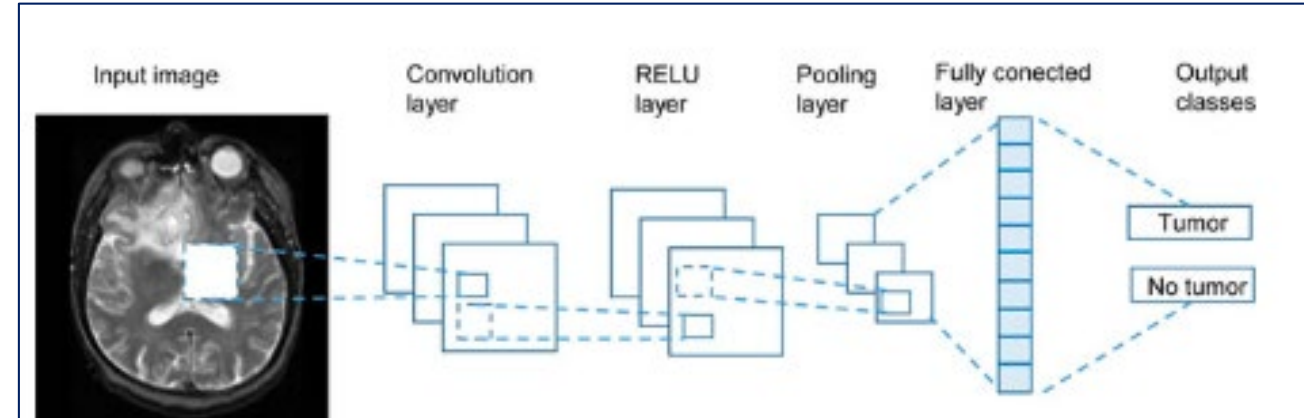 Input image
Convolution
layer
RELU
layer
Pooling
layer
Fully conected
layer
Output
classes
Tumor
No tumor